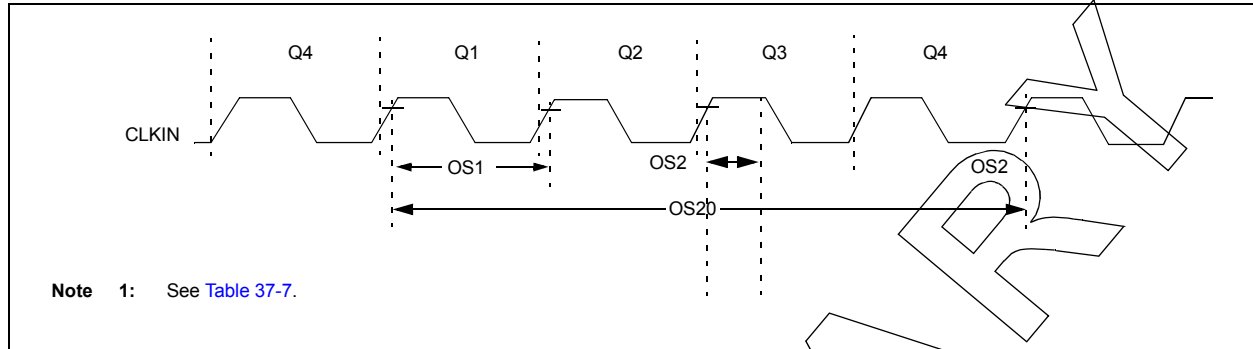 Q4 Q1 Q2 Q3 Q4
CLKIN
OS1 OS2 OS2
OS20
Note 1: See Table 37-7.